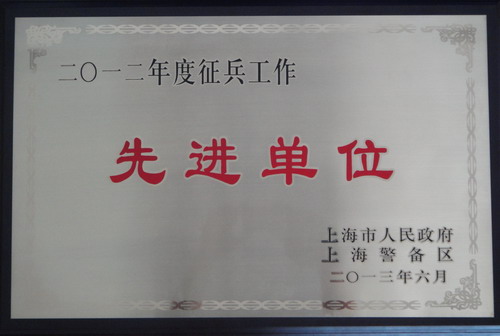 二〇一二年度征兵工作
先进单位
上海市人民政府
上海警备区
二〇一三年六月